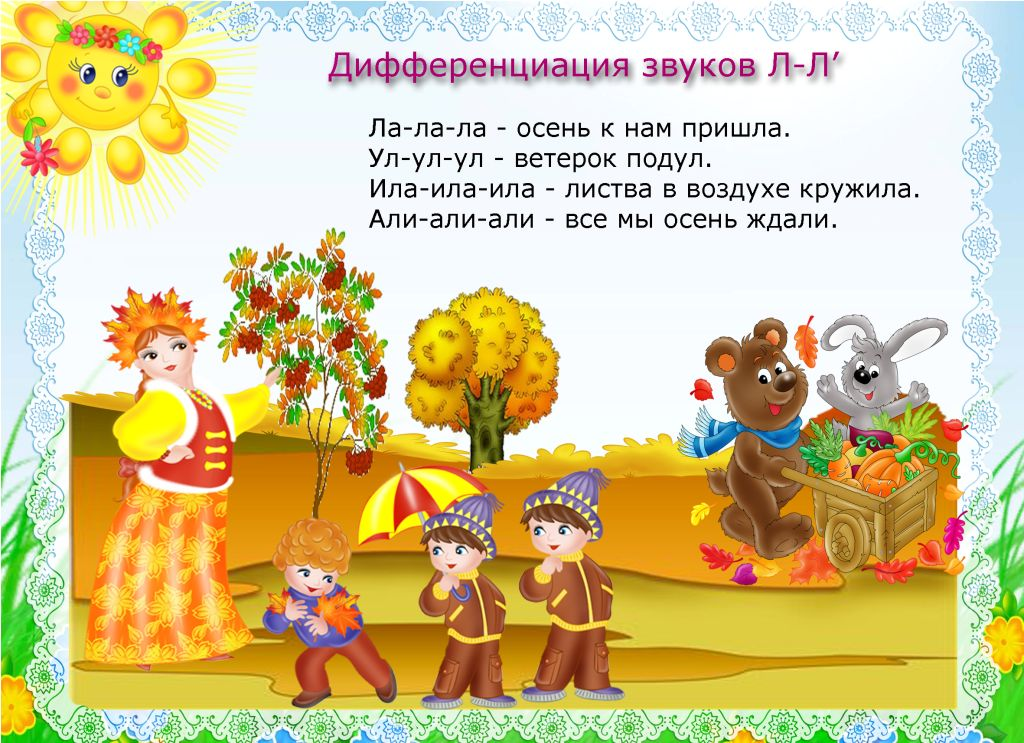 Дифференциация звуков Л-Л’
Ла-ла-ла - осень к нам пришла.
Ул-ул-ул - ветерок подул.
Ила-ила-ила - листва в воздухе кружила.
Али-али-али - все мы осень ждали.